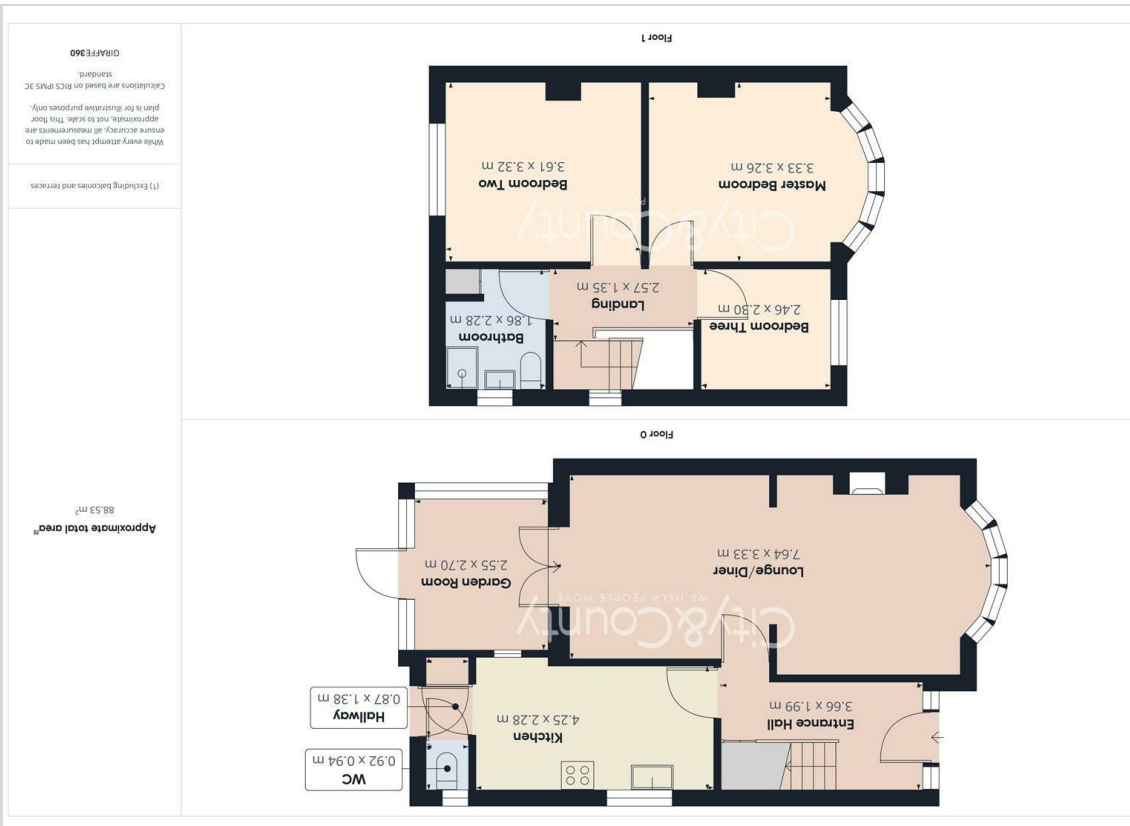 Floor 0
WC
0.92 x 0.94 m
Hallway
0.87 x 1.38 m
Kitchen
4.25 x 2.28 m
Entrance Hall
3.66 x 1.99 m
Garden Room
2.55 x 2.70 m
Lounge/Diner
7.64 x 3.33 m
City&County
WE HELP PEOPLE MOVE
Floor 1
Bathroom
1.86 x 2.28 m
Landing
2.57 x 1.35 m
Bedroom Three
2.46 x 2.30 m
Bedroom Two
3.61 x 3.32 m
Master Bedroom
3.33 x 3.26 m
City&County
WE HELP PEOPLE MOVE
Approximate total area⁽¹⁾
88.53 m²
(1) Excluding balconies and terraces
While every attempt has been made to
ensure accuracy, all measurements are
approximate, not to scale. This floor
plan is for illustrative purposes only.
Calculations are based on RICS IPMS 3C
standard.
GIRAFFE360